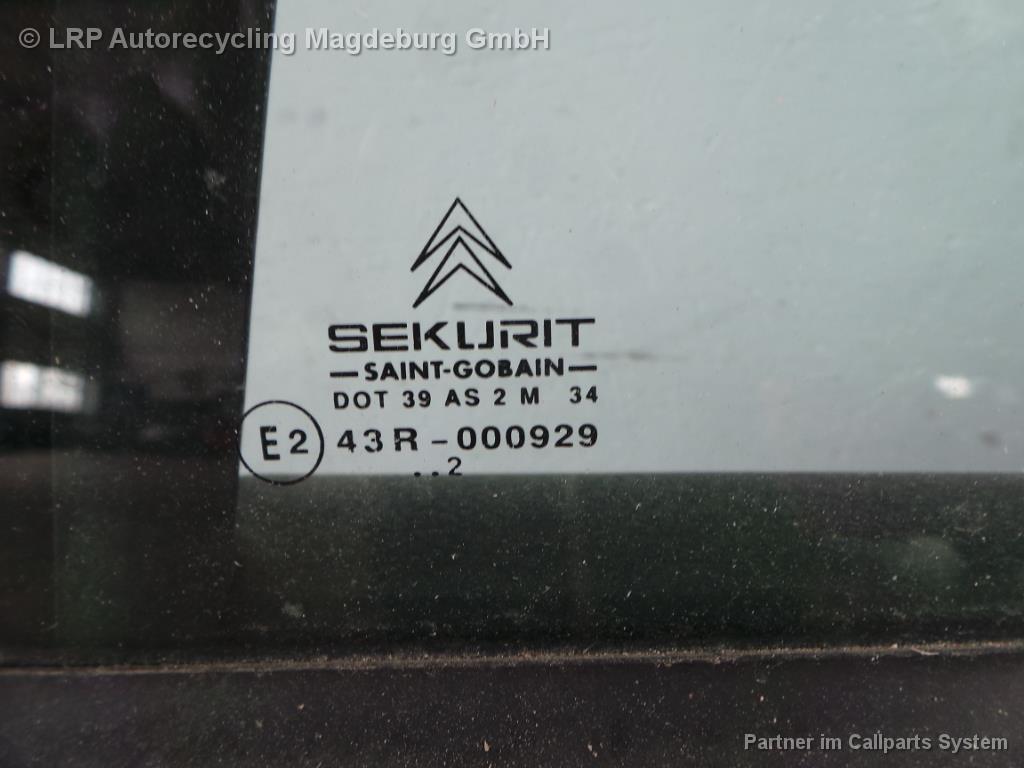 © LRP Autorecycling Magdeburg GmbH
SEKURIT
SAINT-GOBAIN
DOT 39 AS 2 M 34
E2 43R-000929
..2
Partner im Callparts System